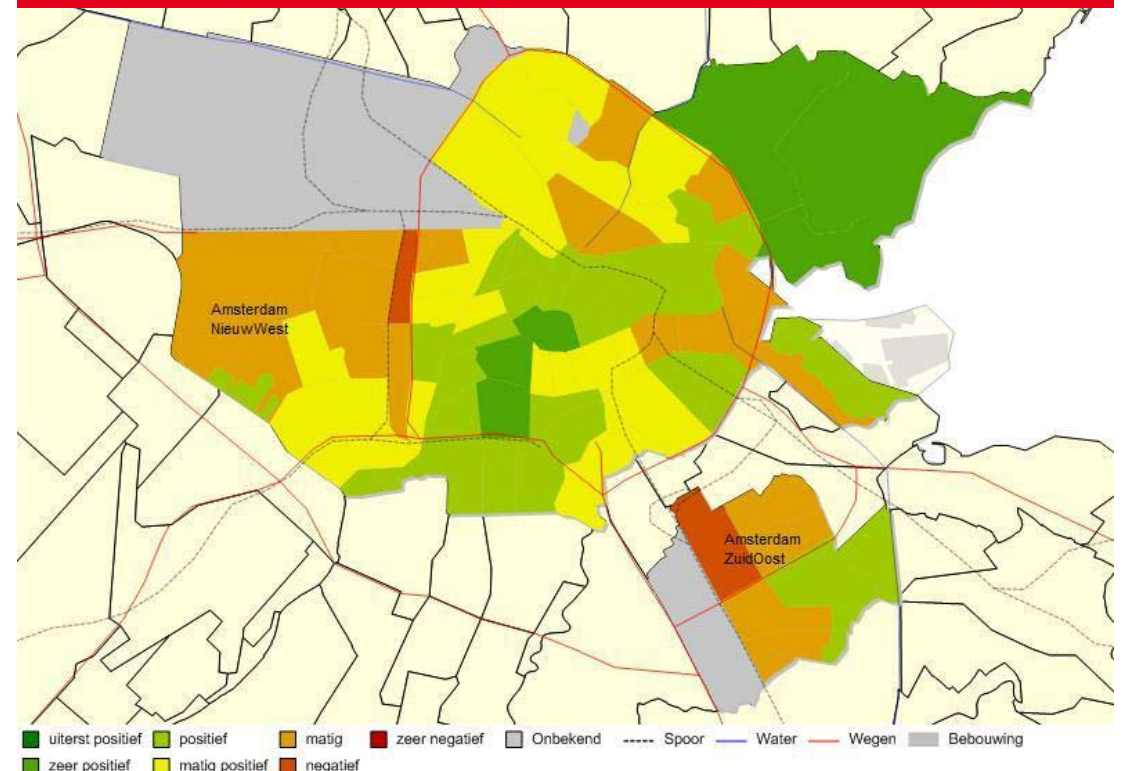 Amsterdam
NieuwWest
Amsterdam
ZuidOost
uiterst positief positief matig zeer negatief Onbekend Spoor Water Wegen Bebouwing
zeer positief matig positief negatief